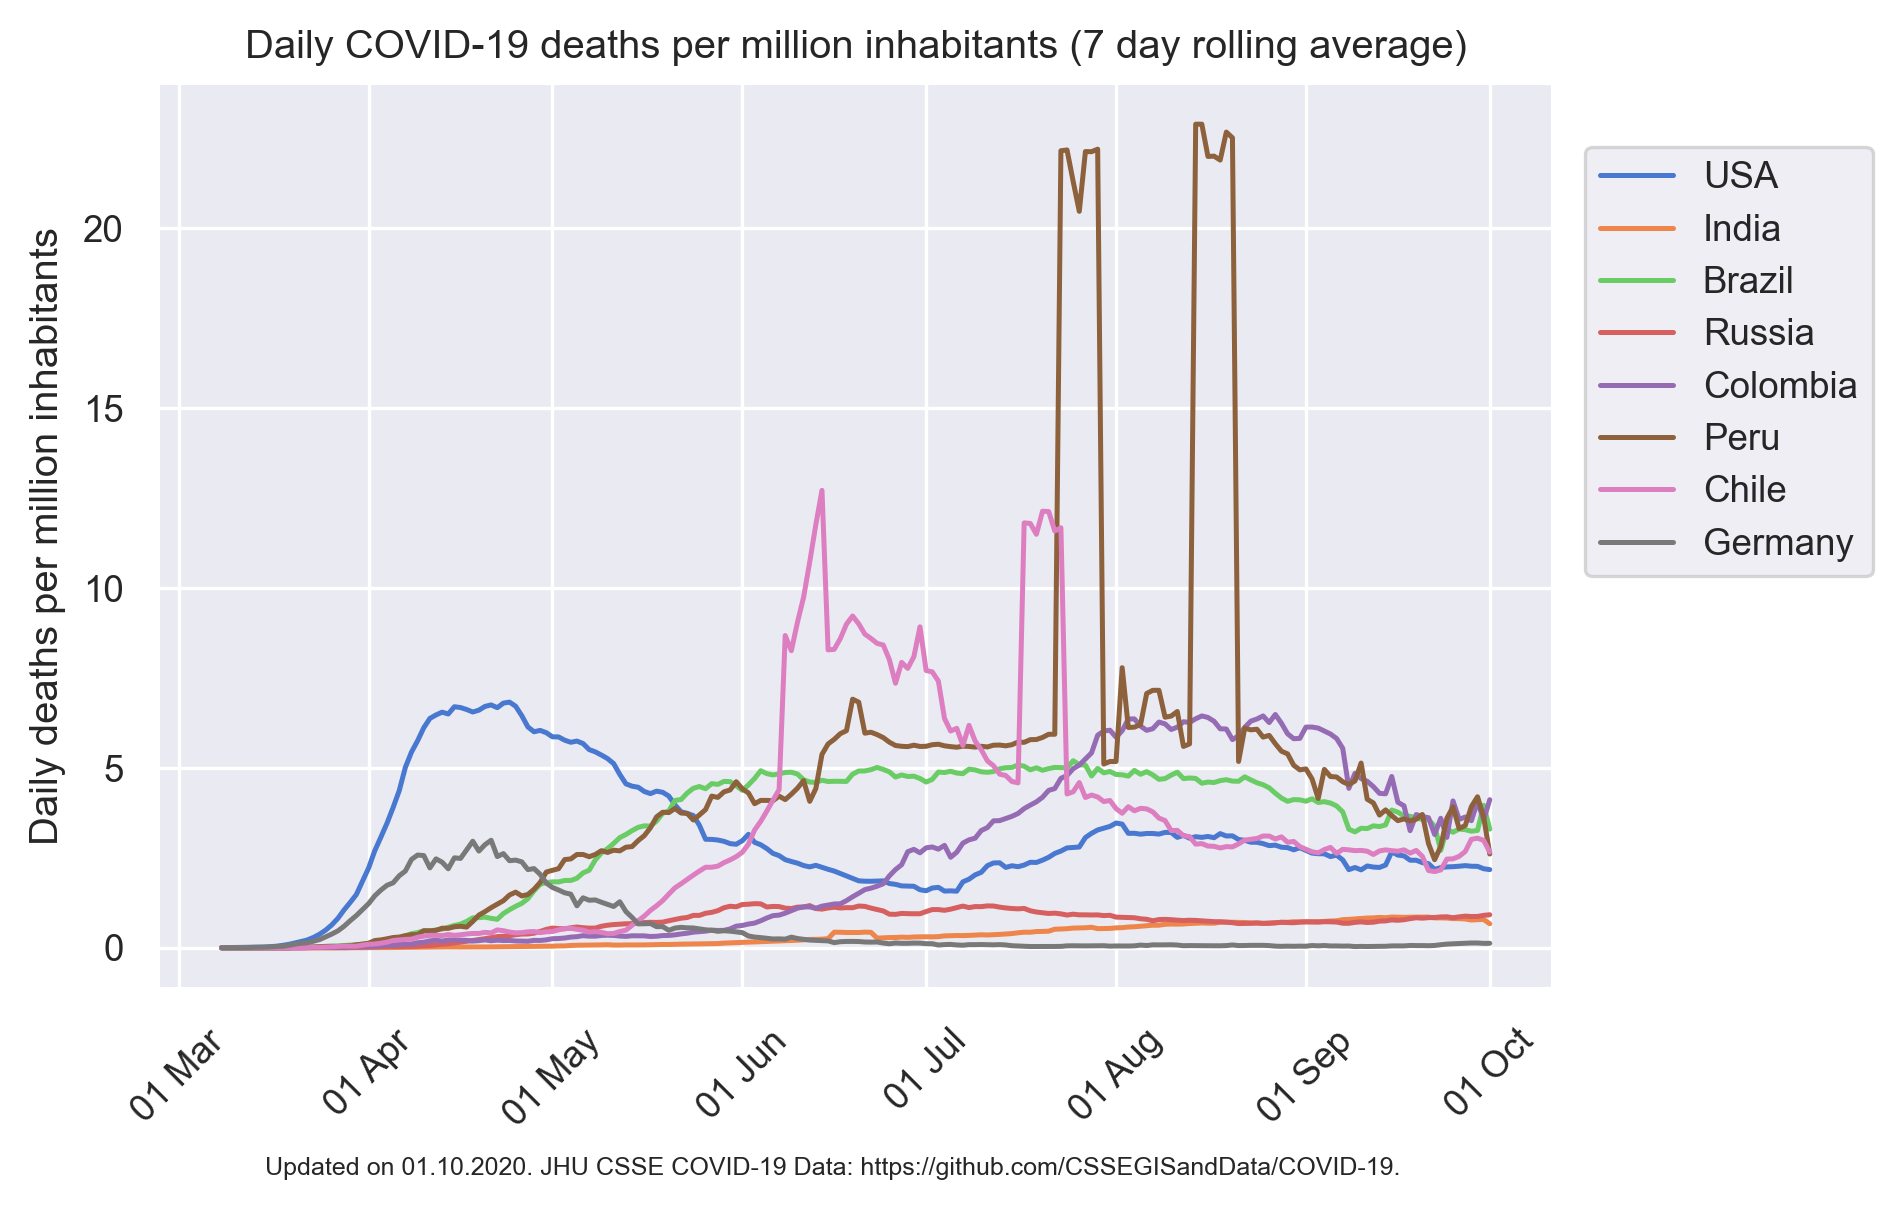 Daily COVID-19 deaths per million inhabitants (7 day rolling average)
Daily deaths per million inhabitants
20
15
10
5
0
01 Mar
01 Apr
01 May
01 Jun
01 Jul
01 Aug
01 Sep
01 Oct
USA
India
Brazil
Russia
Colombia
Peru
Chile
Germany
Updated on 01.10.2020. JHU CSSE COVID-19 Data: https://github.com/CSSEGISandData/COVID-19.